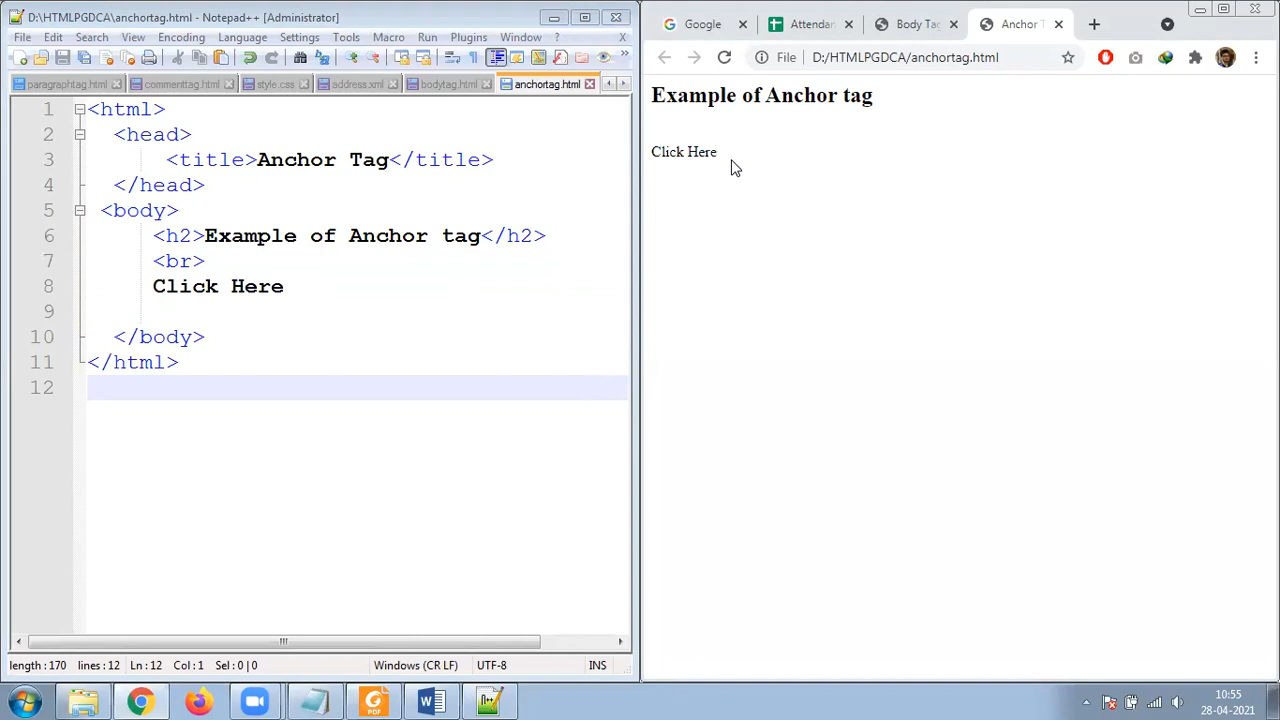 D:\HTMLPGDCA\anchortag.html - Notepad++ [Administrator]
File Edit Search View Encoding Language Settings Tools Macro Run Plugins Window ? X
paragraphtag.html commenttag.html style.css address.xml bodytag.html anchortag.html
1 <html>
2 <head>
3 <title>Anchor Tag</title>
4 </head>
5 <body>
6 <h2>Example of Anchor tag</h2>
7 <br>
8 Click Here
9
10 </body>
11 </html>
12
length : 170 lines : 12 Ln : 12 Col : 1 Sel : 0 | 0 Windows (CR LF) UTF-8 INS
Google Attendan Body Tag Anchor T
File D:/HTMLPGDCA/anchortag.html
Example of Anchor tag
Click Here
10:55
28-04-2021